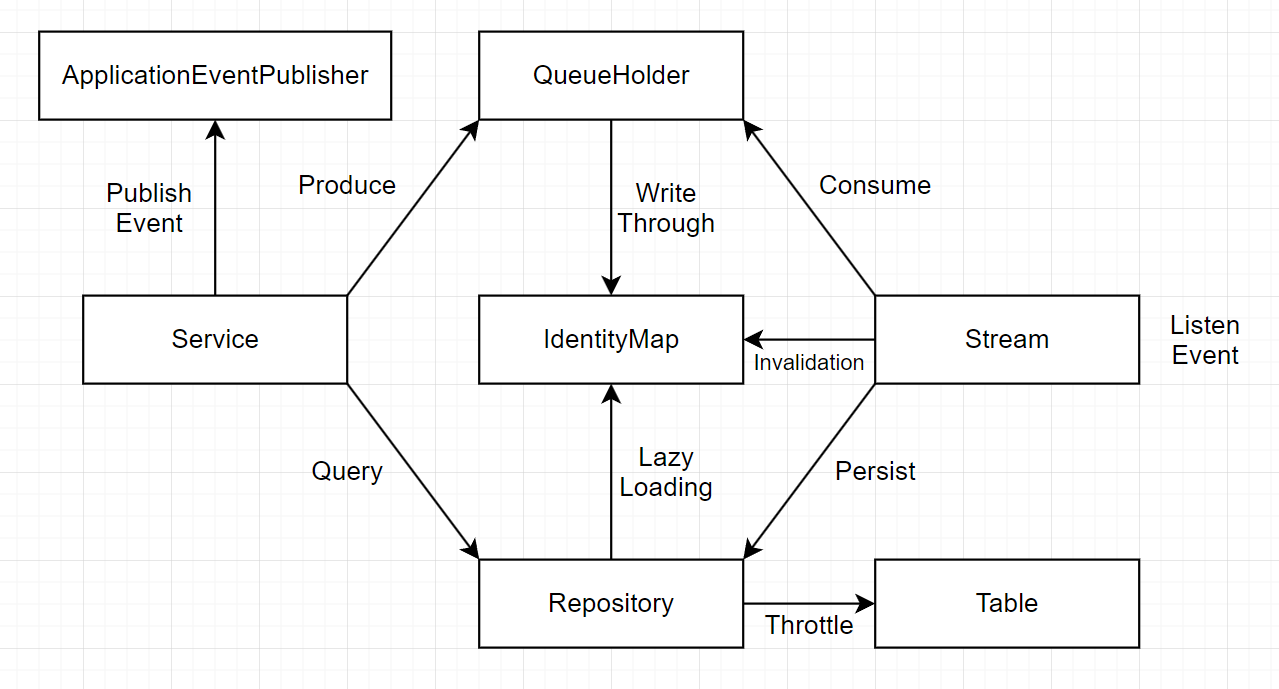 ApplicationEventPublisher
QueueHolder
Publish
Event
Produce
Write
Through
Consume
Service
IdentityMap
Invalidation
Stream
Listen
Event
Query
Lazy
Loading
Persist
Repository
Throttle
Table